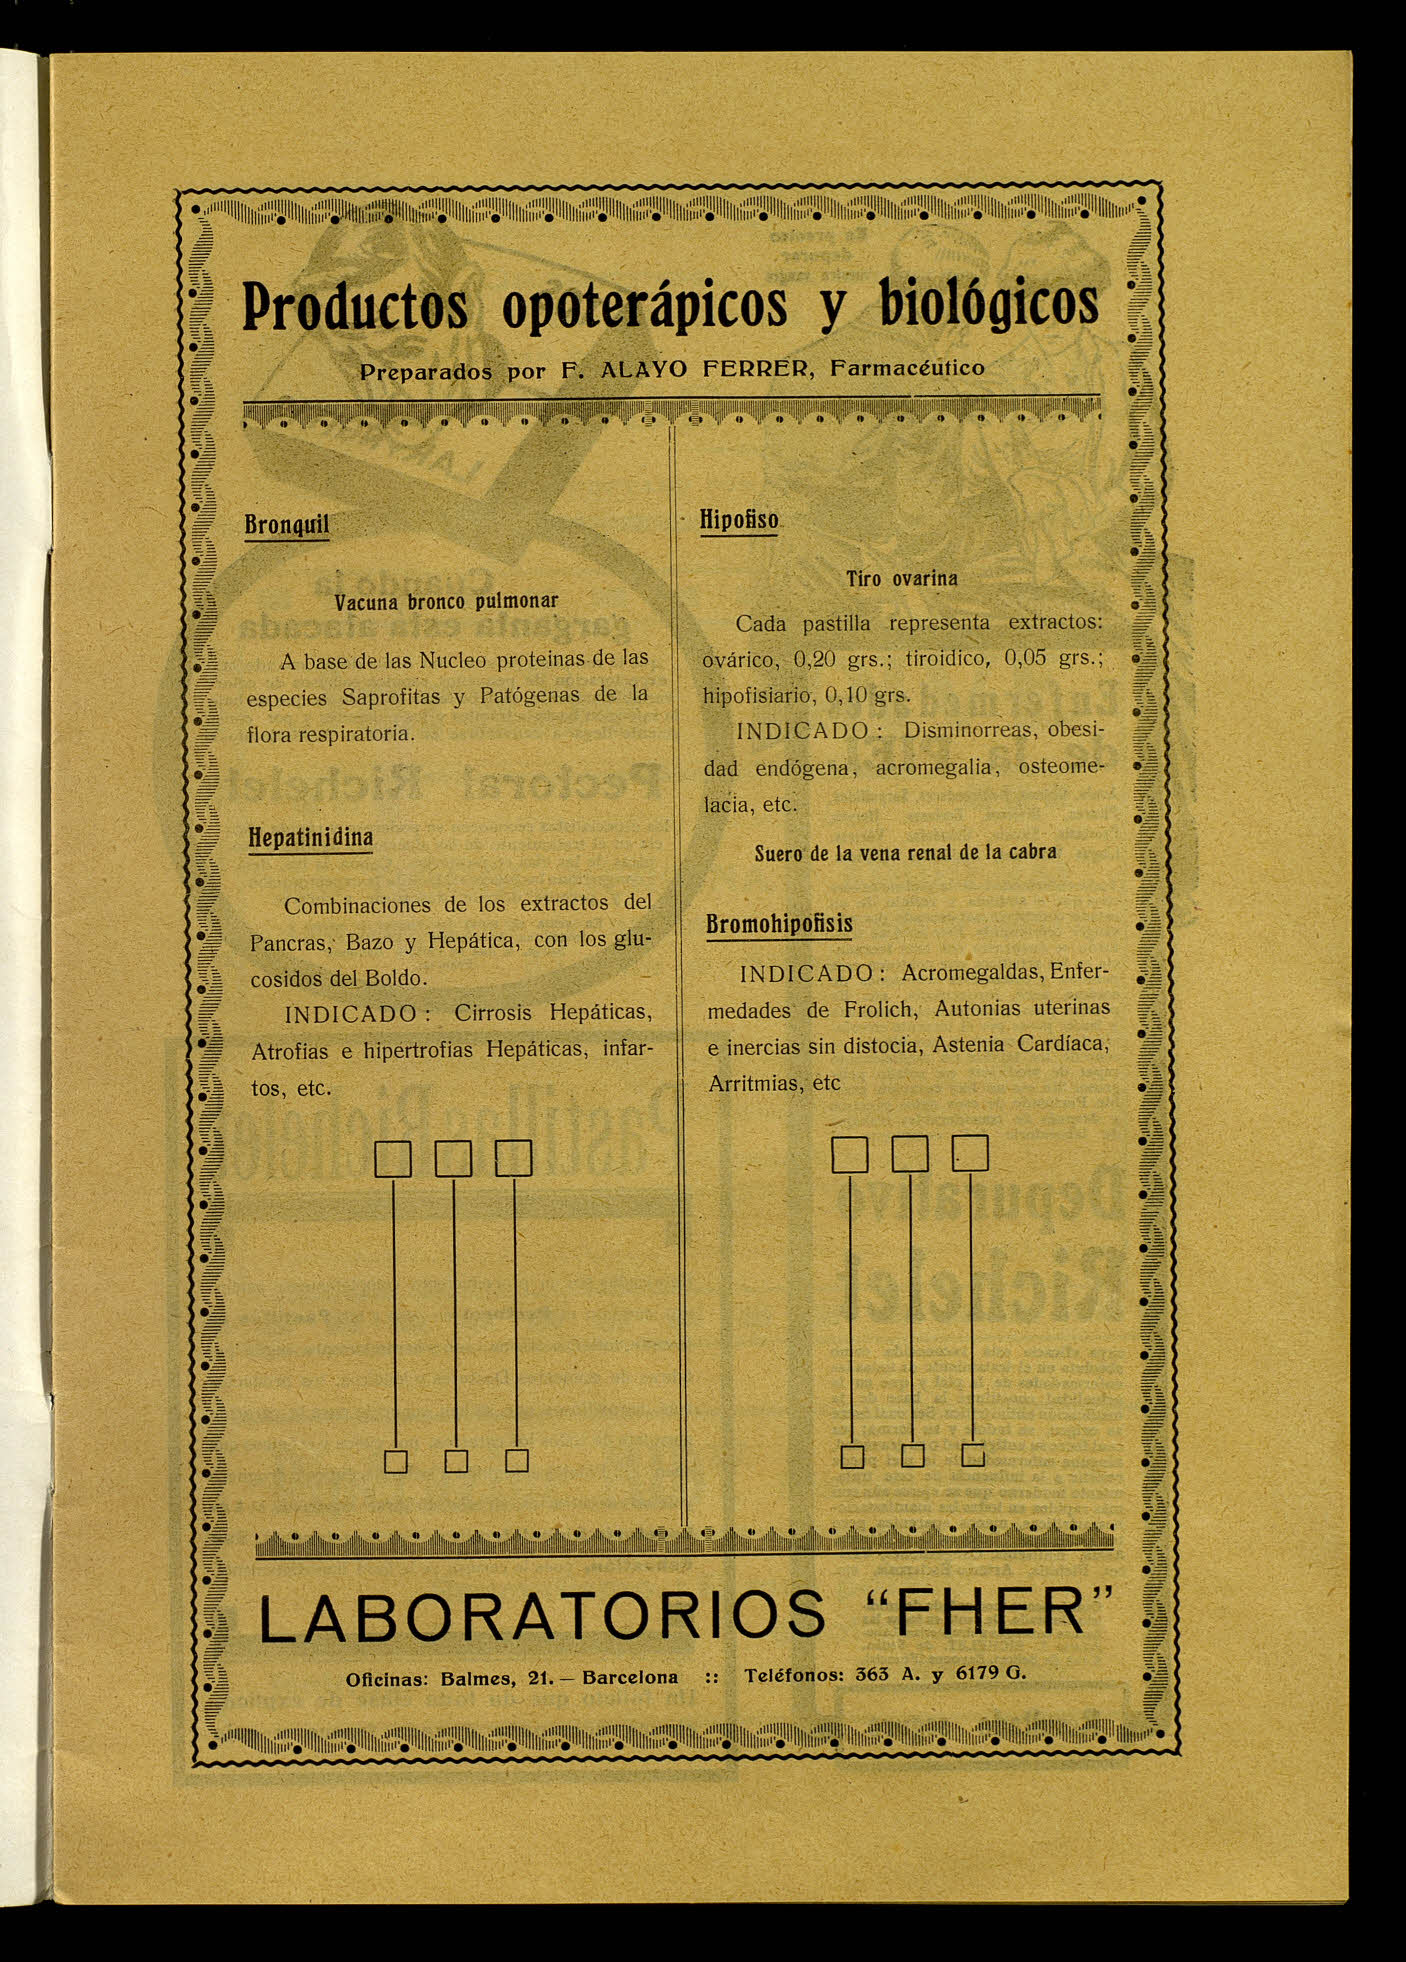 Productos opoterápicos y biológicos
Preparados por F. ALAYO FERRER, Farmacéutico
Bronquil
Vacuna bronco pulmonar
A base de las Nucleo proteinas de las
especies Saprofitas y Patógenas de la
flora respiratoria.
Hepatinidina
Combinaciones de los extractos del
Pancras, Bazo y Hepática, con los glu-
cosidos del Boldo.
INDICADO: Cirrosis Hepáticas,
Atrofias e hipertrofias Hepáticas, infar-
tos, etc.
Hipofiso
Tiro ovarina
Cada pastilla representa extractos:
ovárico, 0,20 grs.; tiroidico, 0,05 grs.;
hipofisiario, 0,10 grs.
INDICADO: Disminorreas, obesi-
dad endógena, acromegalia, osteome-
lacia, etc.
Suero de la vena renal de la cabra
Bromohipofisis
INDICADO: Acromegaldas, Enfer-
medades de Frolich, Autonias uterinas
e inercias sin distocia, Astenia Cardíaca,
Arritmias, etc
LABORATORIOS "FHER"
Oficinas: Balmes, 21. — Barcelona :: Teléfonos: 363 A. y 6179 G.